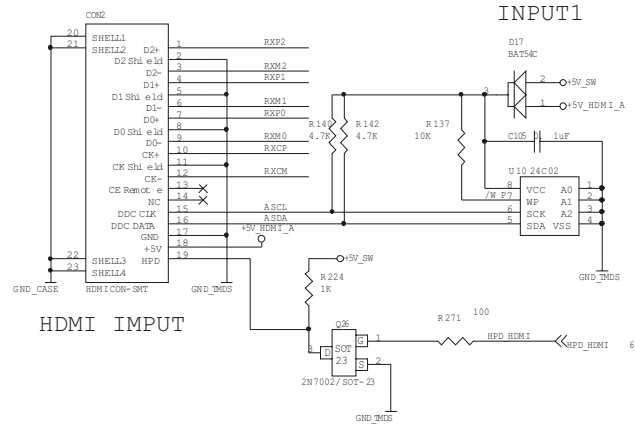 INPUT1
CON2
20 SHELL1
21 SHELL2
D2+ 1 RXP2
D2 Shield 2
D2- 3 RXM2
D1+ 4 RXP1
D1 Shield 5
D1- 6 RXM1
D0+ 7 RXP0
D0 Shield 8
D0- 9 RXM0
CK+ 10 RXCP
CK Shield 11
CK- 12 RXCM
CE Remote 13
NC 14
DDC CLK 15 ASCL
DDC DATA 16 ASDA
GND 17
+5V 18 +5V_HDMI_A
22 SHELL3 HPD 19
23 SHELL4
GND_CASE
HDMICON-SMT
GND_TMDS
HDMI IMPUT
D17
BAT54C
3
2 +5V_SW
1 +5V_HDMI_A
R140
4.7K
R142
4.7K
R137
10K
C105 0.1uF
U10 24C02
8 VCC A0 1
/WP 7 WP A1 2
6 SCK A2 3
5 SDA VSS 4
GND_TMDS
+5V_SW
R224
1K
Q26
3 D SOT 23 G 1
S 2
2N7002/SOT-23
R271 100
HPD_HDMI
HPD_HDMI 6
GND_TMDS